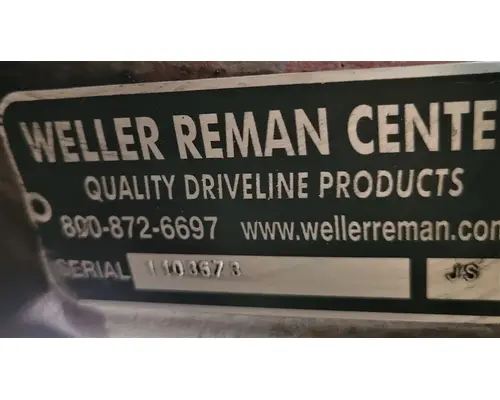 WELLER REMAN CENTE
QUALITY DRIVELINE PRODUCTS
800-872-6697 www.wellerreman.com
SERIAL 1103673 JS